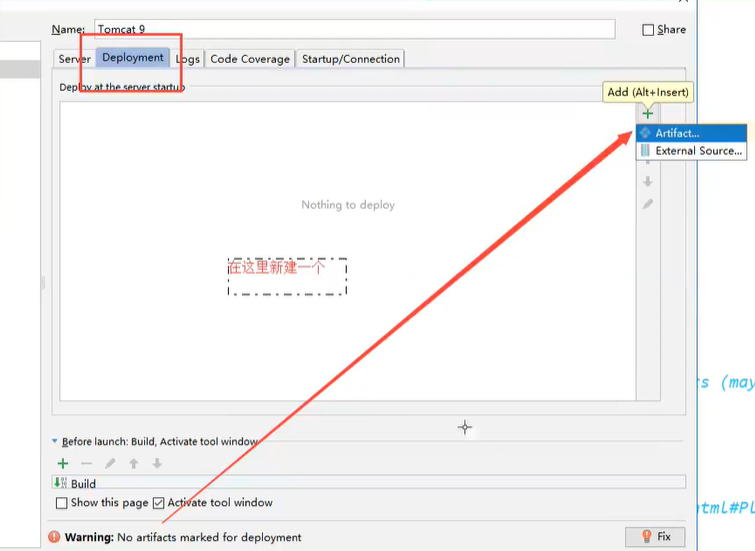 Name: Tomcat 9
Share
Server Deployment Logs Code Coverage Startup/Connection
Deploy at the server startup
Add (Alt+Insert)
Artifact...
External Source...
Nothing to deploy
在这里新建一个
s (may
Before launch: Build, Activate tool window
Build
Show this page Activate tool window
tml#Pl
Warning: No artifacts marked for deployment
Fix